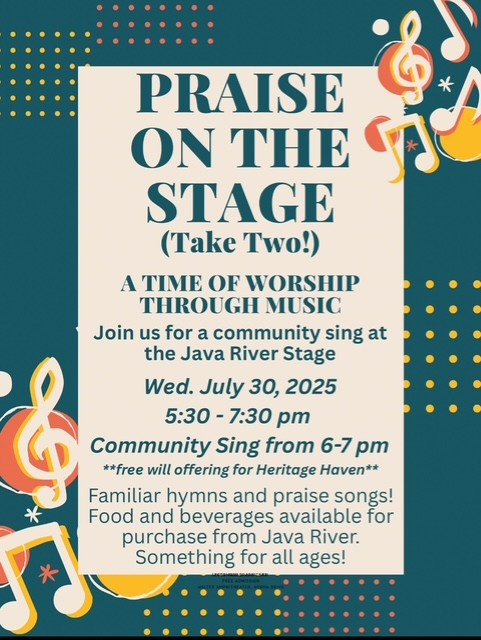 PRAISE
ON THE
STAGE
(Take Two!)
A TIME OF WORSHIP
THROUGH MUSIC
Join us for a community sing at
the Java River Stage
Wed. July 30, 2025
5:30 - 7:30 pm
Community Sing from 6-7 pm
**free will offering for Heritage Haven**
Familiar hymns and praise songs!
Food and beverages available for
purchase from Java River.
Something for all ages!